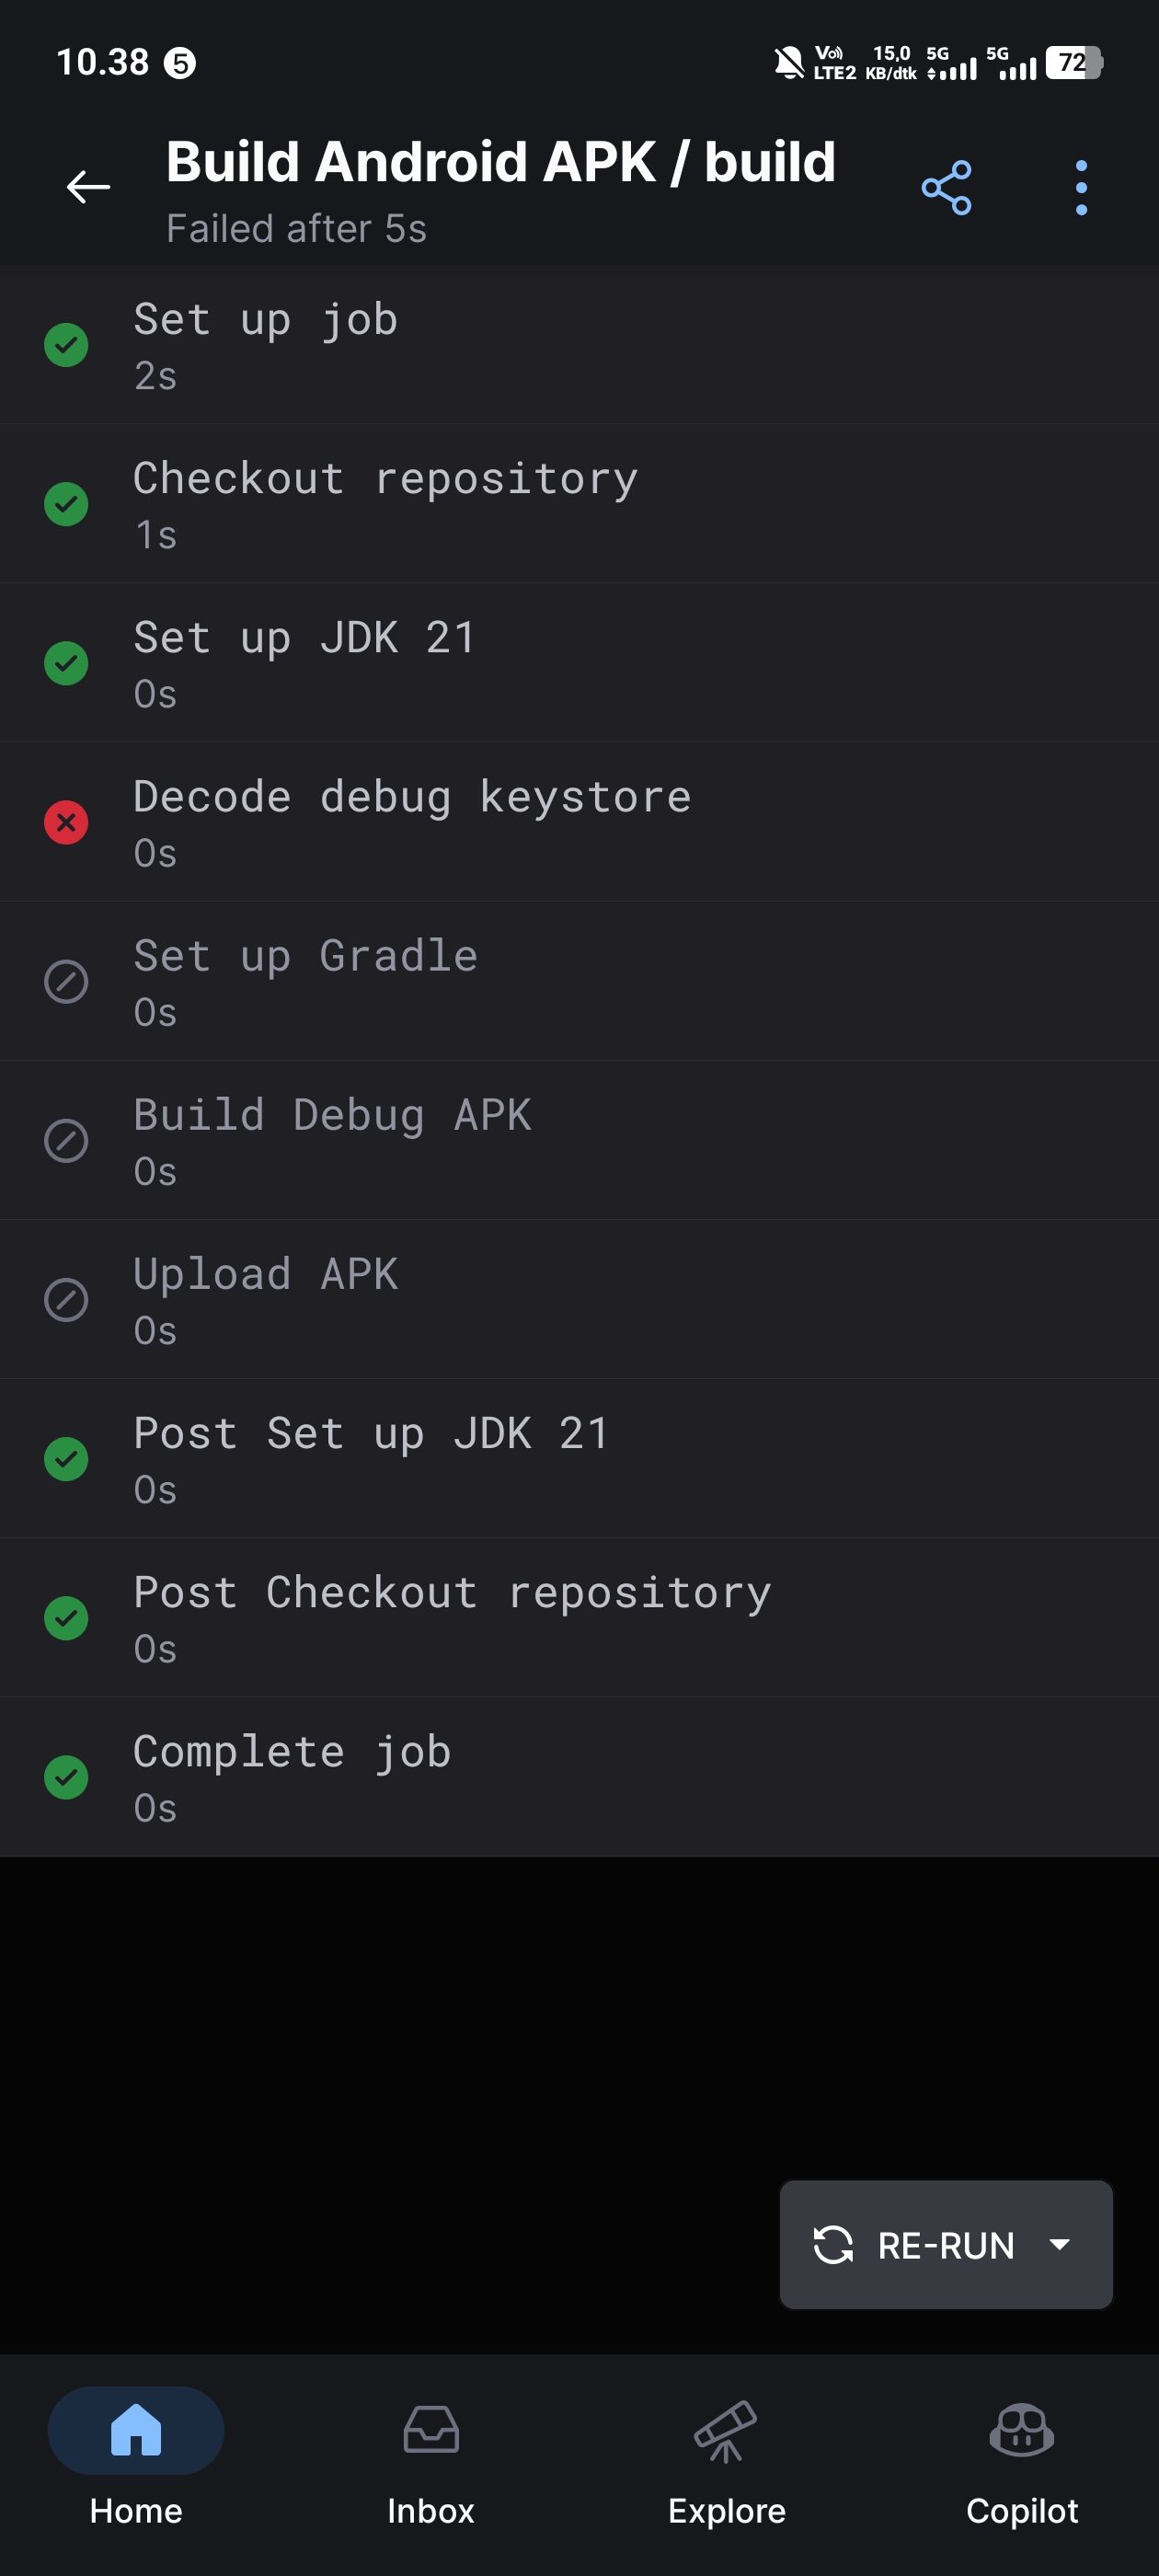 10.38 5
Vo)) LTE2 15,0 KB/dtk 5G 5G 72
Build Android APK / build
Failed after 5s
Set up job
2s
Checkout repository
1s
Set up JDK 21
0s
Decode debug keystore
0s
Set up Gradle
0s
Build Debug APK
0s
Upload APK
0s
Post Set up JDK 21
0s
Post Checkout repository
0s
Complete job
0s
RE-RUN
Home
Inbox
Explore
Copilot